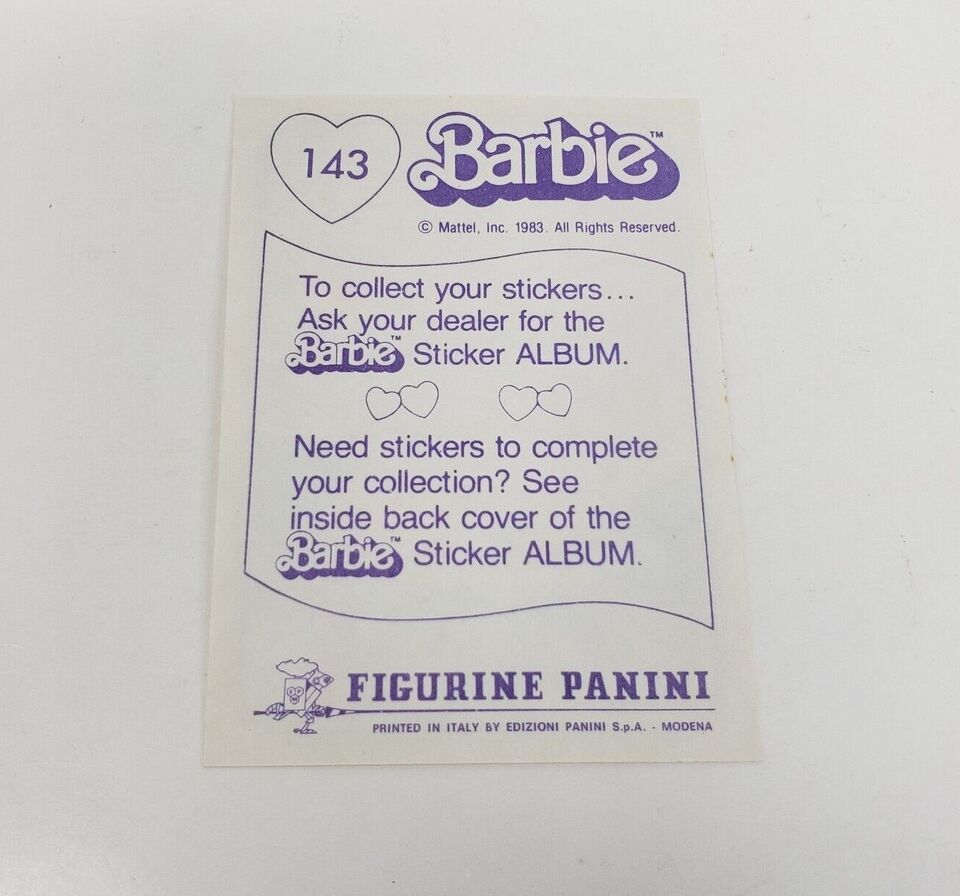 143
Barbie™
© Mattel, Inc. 1983. All Rights Reserved.
To collect your stickers...
Ask your dealer for the
Barbie™ Sticker ALBUM.
Need stickers to complete
your collection? See
inside back cover of the
Barbie™ Sticker ALBUM.
FIGURINE PANINI
PRINTED IN ITALY BY EDIZIONI PANINI S.p.A. - MODENA